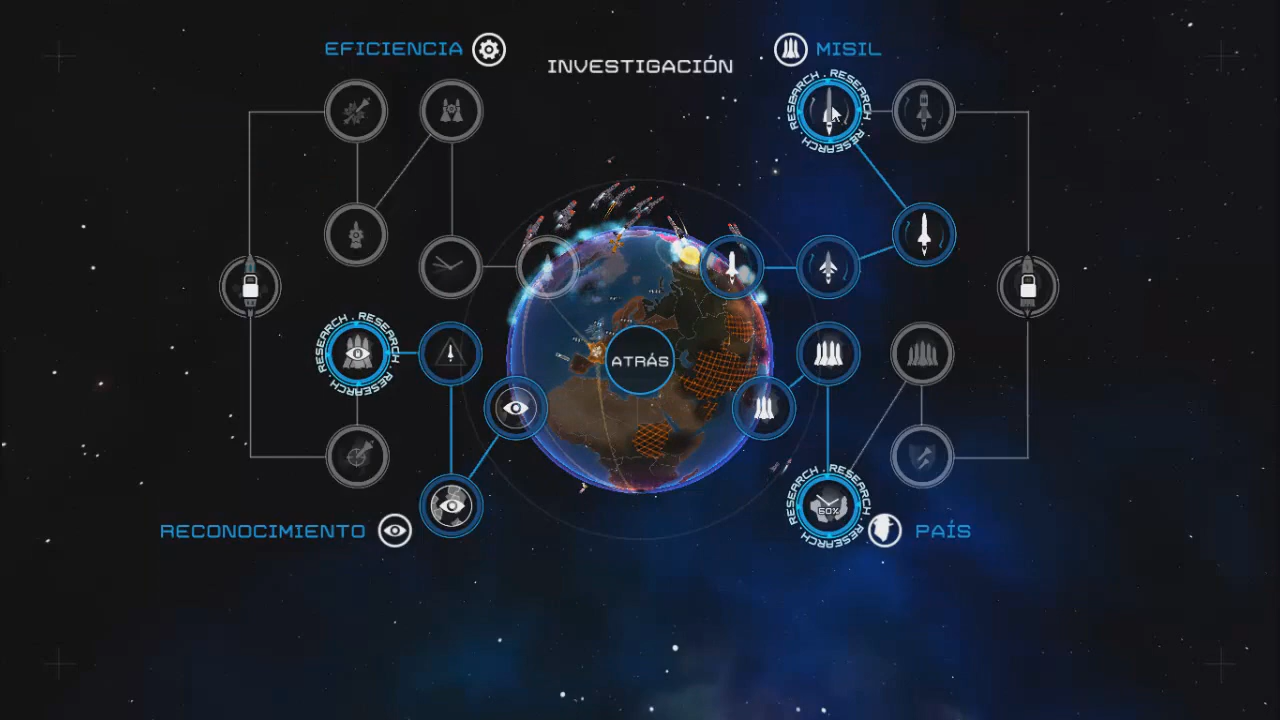 EFICIENCIA
INVESTIGACIÓN
MISIL
RESEARCH . RESEARCH . RESEARCH
RESEARCH . RESEARCH . RESEARCH
ATRÁS
RESEARCH . RESEARCH . RESEARCH
60%
RECONOCIMIENTO
PAÍS